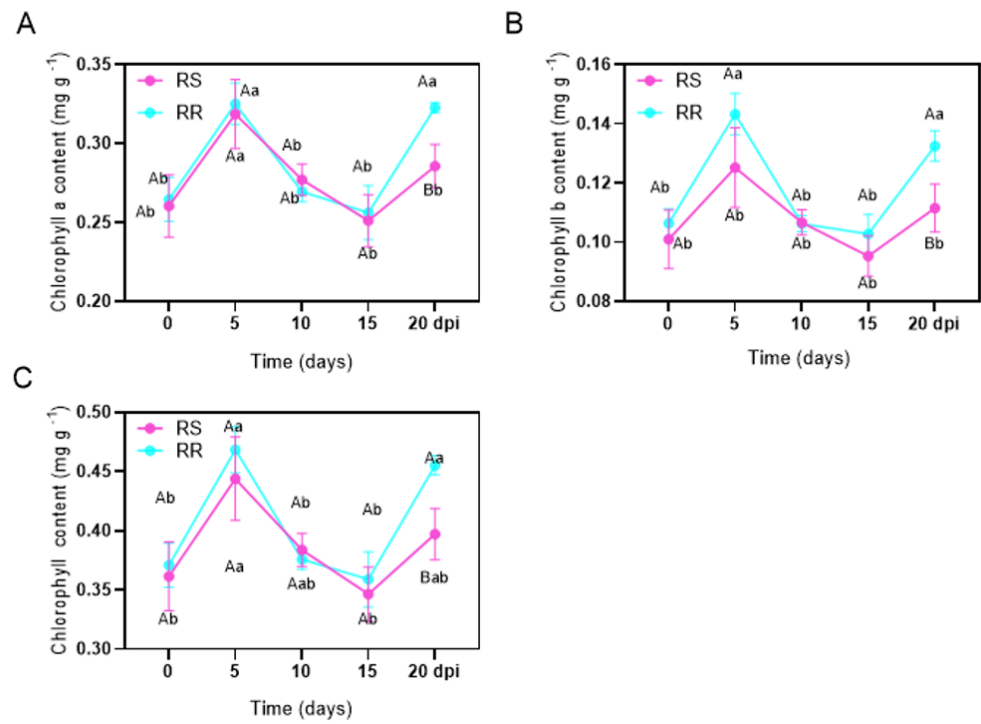 A
Chlorophyll a content (mg g -1)
0.35
0.30
0.25
0.20
RS
RR
Ab
Ab
Aa
Aa
Ab
Ab
Ab
Ab
Aa
Bb
0 5 10 15 20 dpi
Time (days)
B
Chlorophyll b content (mg g -1)
0.16
0.14
0.12
0.10
0.08
RS
RR
Ab
Ab
Aa
Ab
Ab
Ab
Ab
Ab
Aa
Bb
0 5 10 15 20 dpi
Time (days)
C
Chlorophyll content (mg g -1)
0.50
0.45
0.40
0.35
0.30
RS
RR
Ab
Ab
Aa
Aa
Ab
Aab
Ab
Ab
Aa
Bab
0 5 10 15 20 dpi
Time (days)